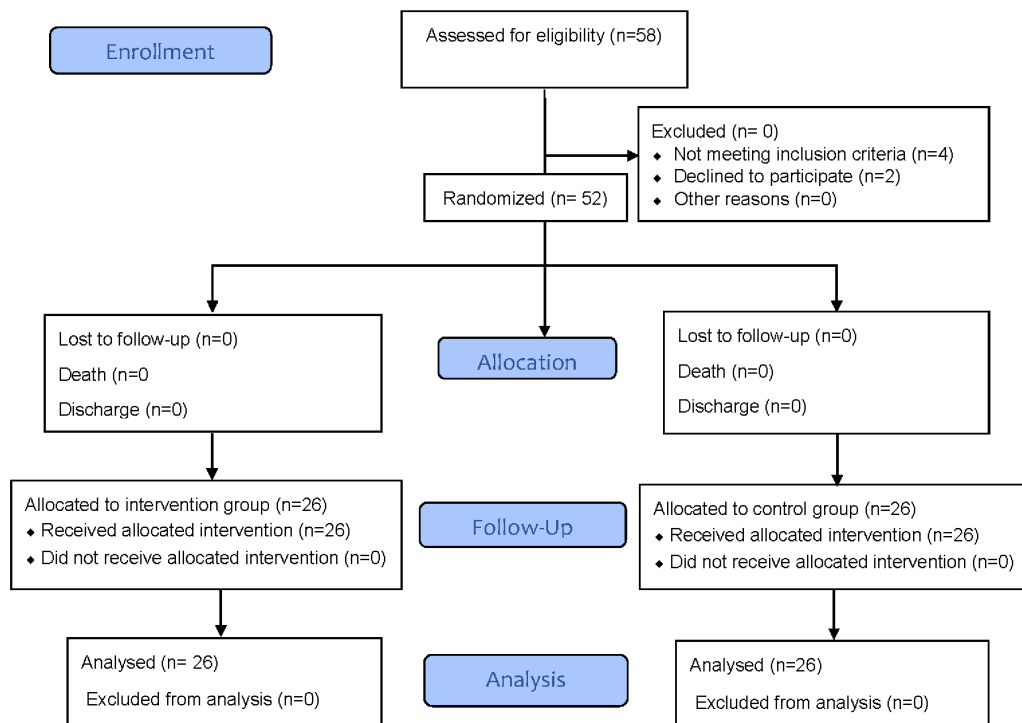 Enrollment
Assessed for eligibility (n=58)
Excluded (n= 0)
⬥ Not meeting inclusion criteria (n=4)
⬥ Declined to participate (n=2)
⬥ Other reasons (n=0)
Randomized (n= 52)
Lost to follow-up (n=0)
Death (n=0
Discharge (n=0)
Allocation
Lost to follow-up (n=0)
Death (n=0)
Discharge (n=0)
Allocated to intervention group (n=26)
⬥ Received allocated intervention (n=26)
⬥ Did not receive allocated intervention (n=0)
Follow-Up
Allocated to control group (n=26)
⬥ Received allocated intervention (n=26)
⬥ Did not receive allocated intervention (n=0)
Analysed (n= 26)
Excluded from analysis (n=0)
Analysis
Analysed (n=26)
Excluded from analysis (n=0)